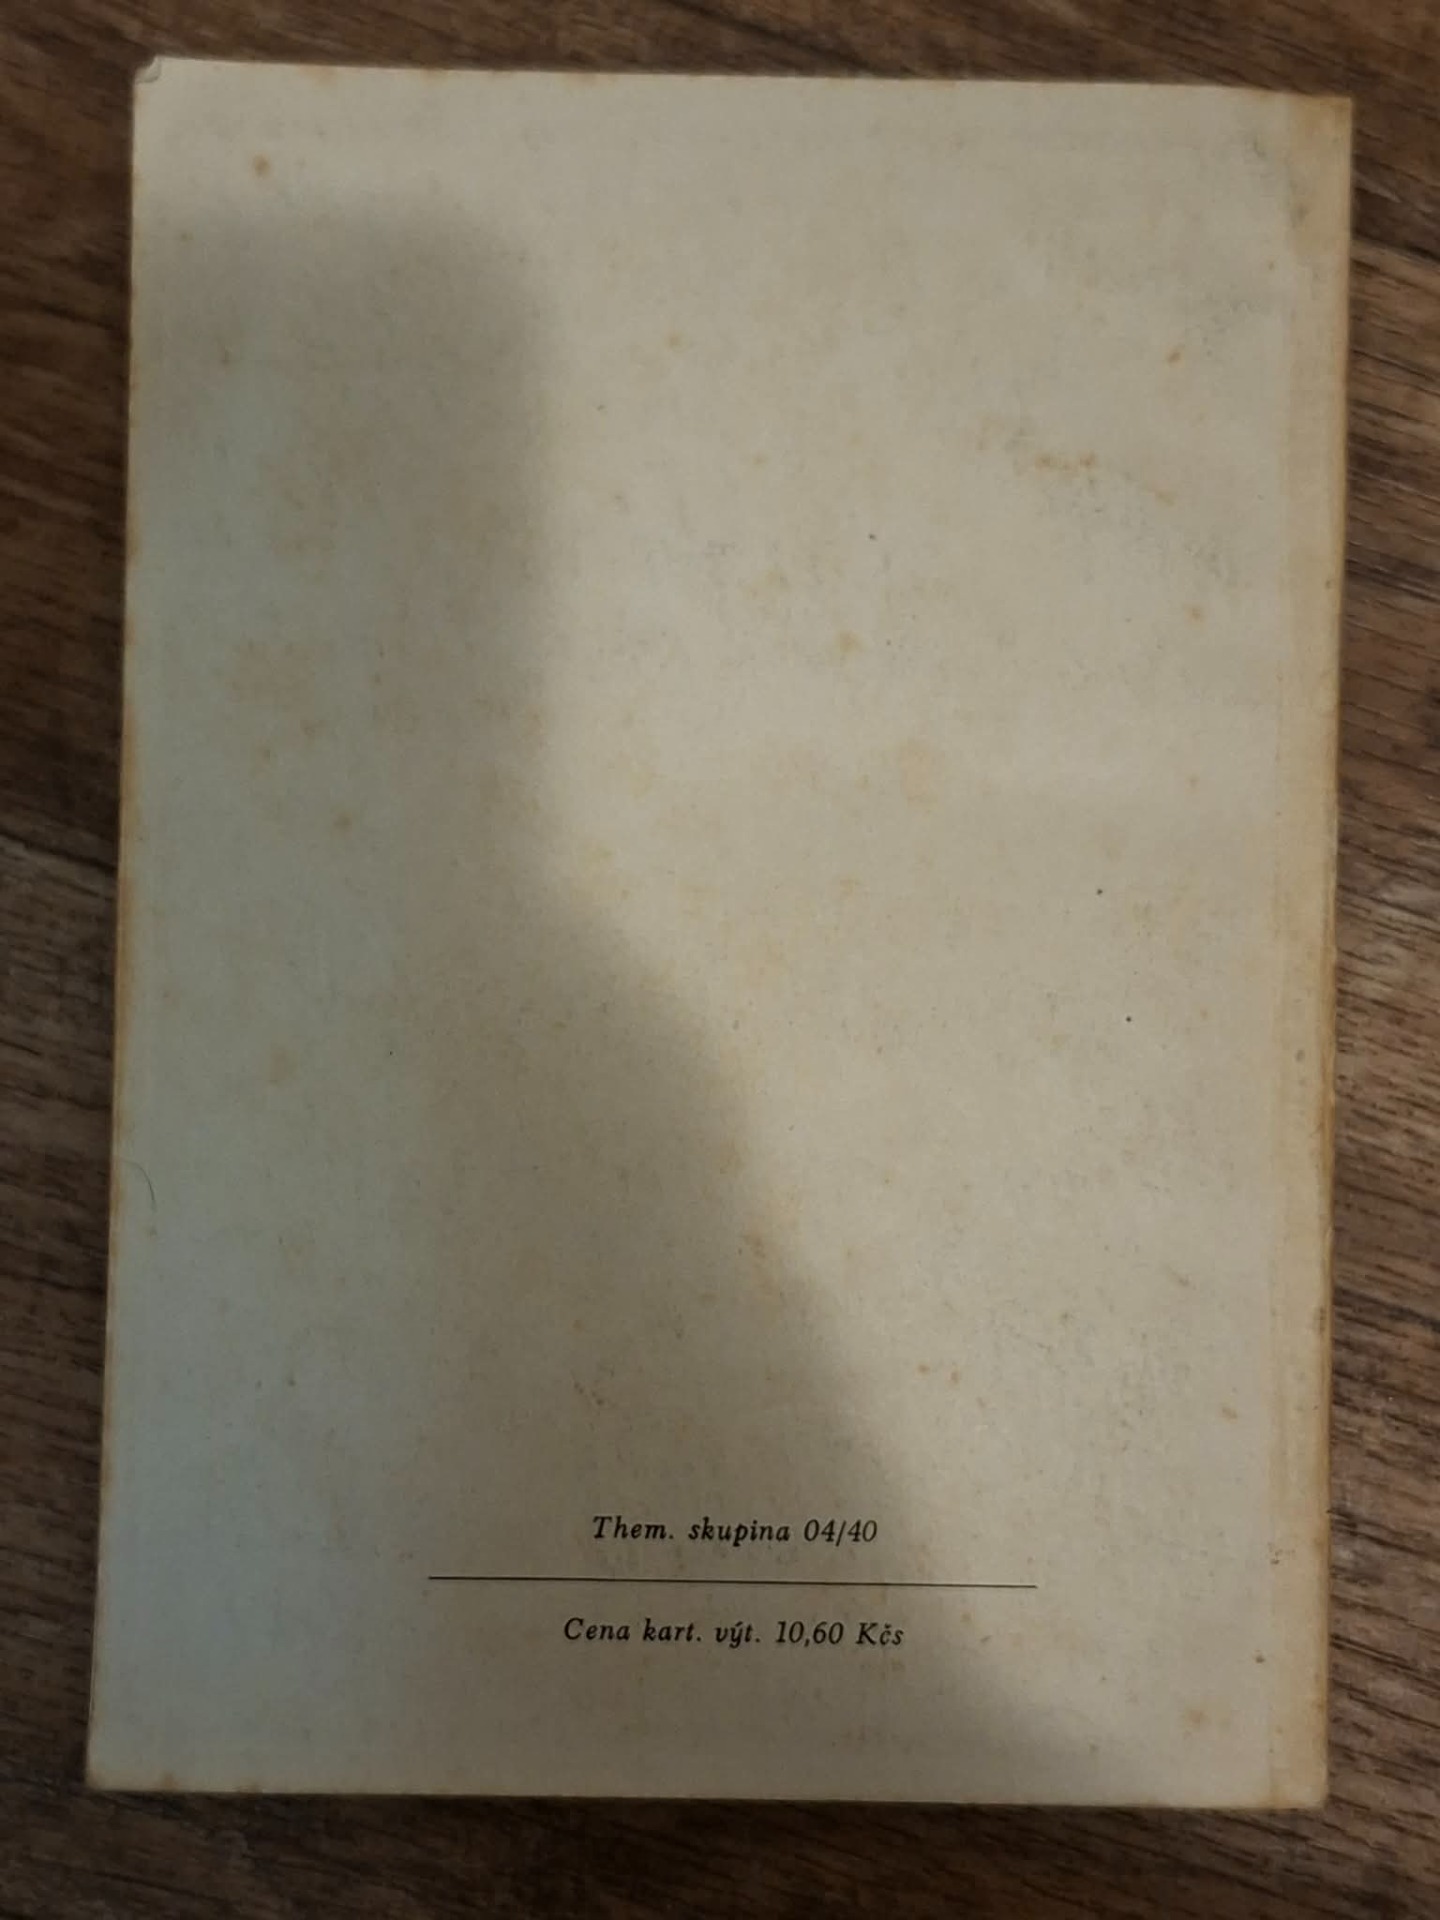 Them. skupina 04/40
Cena kart. výt. 10,60 Kčs